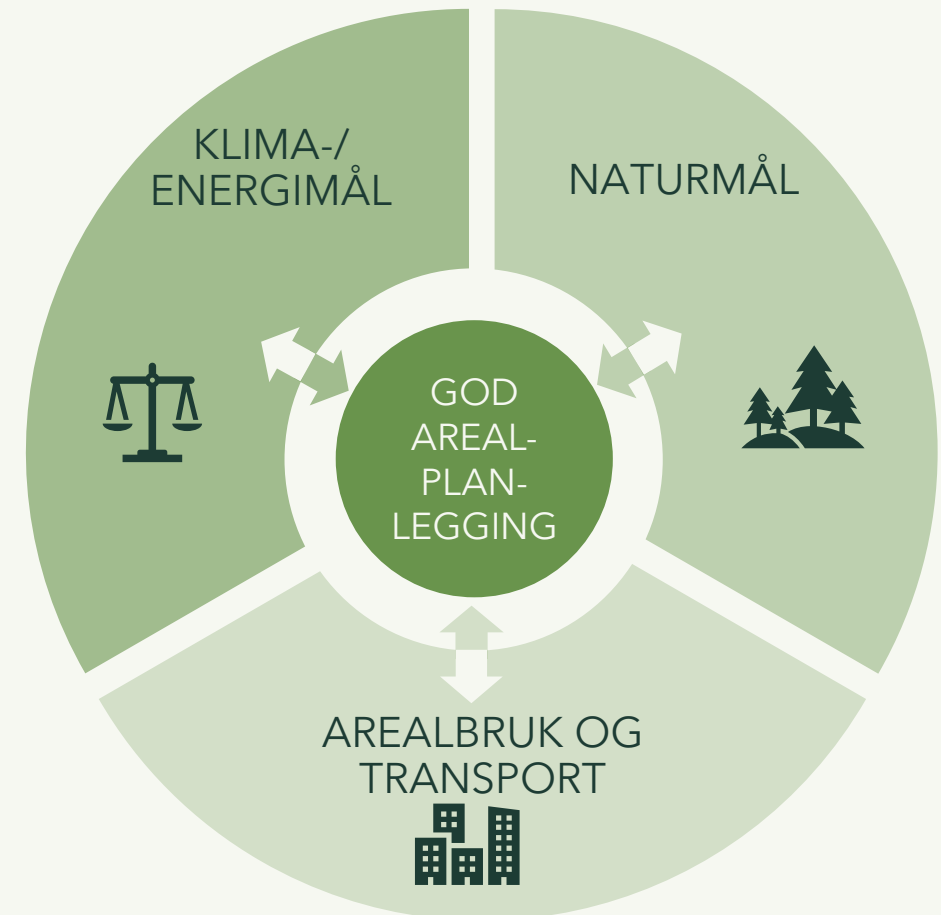 KLIMA-/
ENERGIMÅL
NATURMÅL
GOD
AREAL-
PLAN-
LEGGING
AREALBRUK OG
TRANSPORT